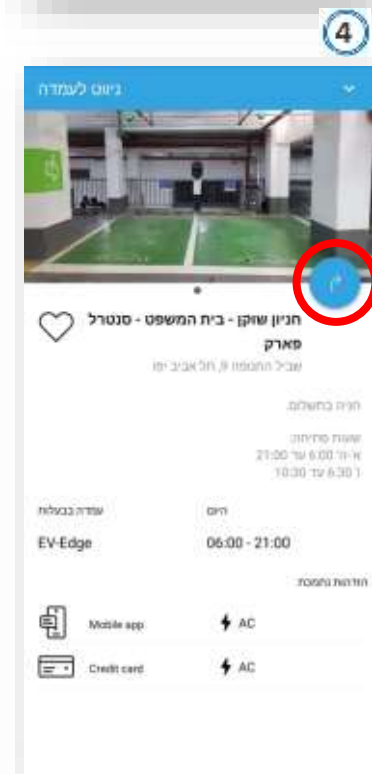 4
ניווט לעמדה
חניון שוקן - בית המשפט - סנטרל
פארק
שביל התנופה 9, תל אביב יפו
חניה בתשלום.
שעות פתיחה:
א'-ה' 6:00 עד 21:00
ו' 6:30 עד 10:30
היום
עמדה בבעלות
06:00 - 21:00
EV-Edge
הזדהות נתמכת
Mobile app
AC
Credit card
AC